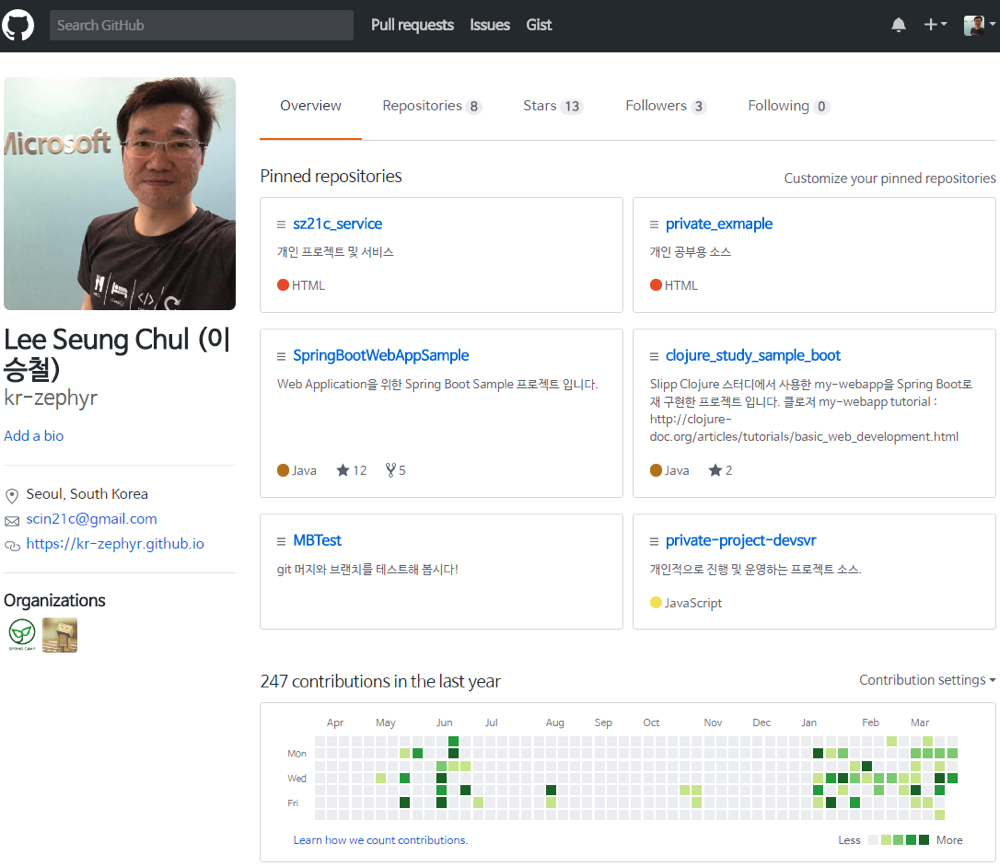 Search GitHub
Pull requests
Issues
Gist
Microsoft
Lee Seung Chul (이
승철)
kr-zephyr
Add a bio
Seoul, South Korea
scin21c@gmail.com
https://kr-zephyr.github.io
Organizations
SPRING CAMP
Overview
Repositories 8
Stars 13
Followers 3
Following 0
Pinned repositories
Customize your pinned repositories
sz21c_service
개인 프로젝트 및 서비스
HTML
private_exmaple
개인 공부용 소스
HTML
SpringBootWebAppSample
Web Application을 위한 Spring Boot Sample 프로젝트 입니다.
Java 12 5
clojure_study_sample_boot
Slipp Clojure 스터디에서 사용한 my-webapp을 Spring Boot로
재 구현한 프로젝트 입니다. 클로저 my-webapp tutorial :
http://clojure-
doc.org/articles/tutorials/basic_web_development.html
Java 2
MBTest
git 머지와 브랜치를 테스트해 봅시다!
private-project-devsvr
개인적으로 진행 및 운영하는 프로젝트 소스.
JavaScript
247 contributions in the last year
Contribution settings
Apr May Jun Jul Aug Sep Oct Nov Dec Jan Feb Mar
Mon
Wed
Fri
Learn how we count contributions.
Less
More